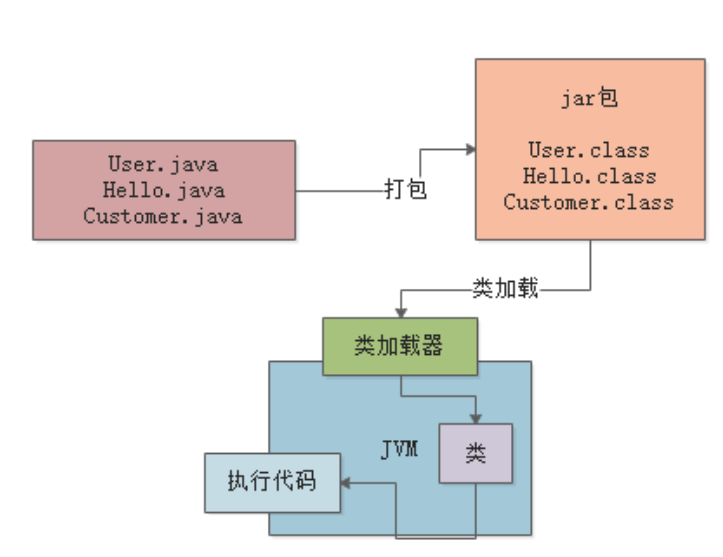 User.java
Hello.java
Customer.java
打包
jar包
User.class
Hello.class
Customer.class
类加载
类加载器
JVM
类
执行代码